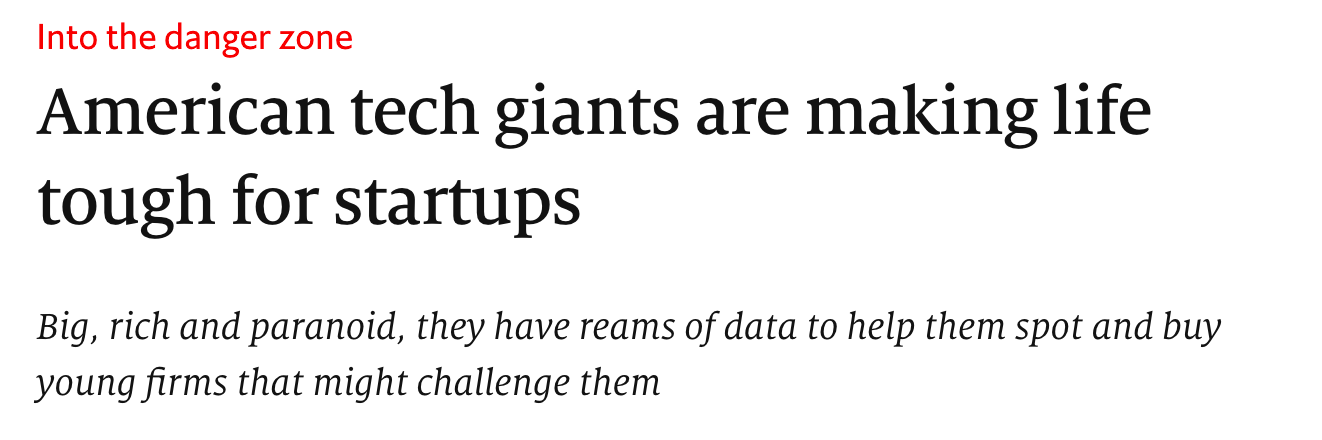 Into the danger zone
American tech giants are making life
tough for startups
Big, rich and paranoid, they have reams of data to help them spot and buy
young firms that might challenge them